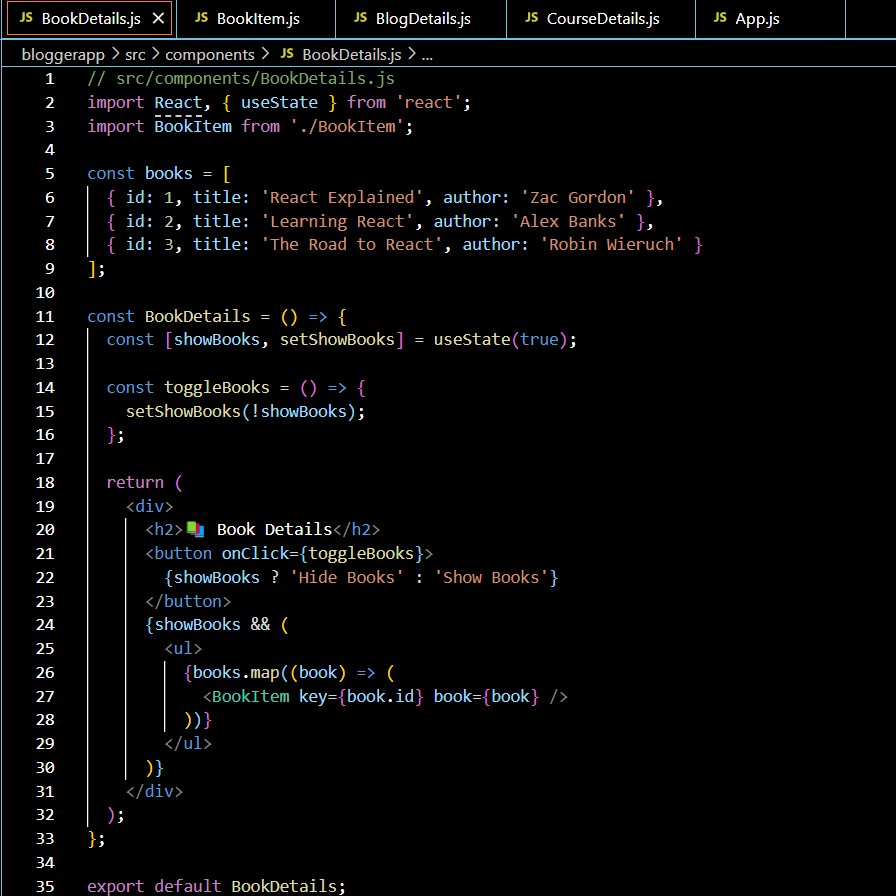 JS BookDetails.js × JS BookItem.js JS BlogDetails.js JS CourseDetails.js JS App.js
bloggerapp > src > components > JS BookDetails.js > ...
1 // src/components/BookDetails.js
2 import React, { useState } from 'react';
3 import BookItem from './BookItem';
4
5 const books = [
6   { id: 1, title: 'React Explained', author: 'Zac Gordon' },
7   { id: 2, title: 'Learning React', author: 'Alex Banks' },
8   { id: 3, title: 'The Road to React', author: 'Robin Wieruch' }
9 ];
10
11 const BookDetails = () => {
12   const [showBooks, setShowBooks] = useState(true);
13
14   const toggleBooks = () => {
15     setShowBooks(!showBooks);
16   };
17
18   return (
19     <div>
20       <h2>📚 Book Details</h2>
21       <button onClick={toggleBooks}>
22         {showBooks ? 'Hide Books' : 'Show Books'}
23       </button>
24       {showBooks && (
25         <ul>
26           {books.map((book) => (
27             <BookItem key={book.id} book={book} />
28           ))}
29         </ul>
30       )}
31     </div>
32   );
33 };
34
35 export default BookDetails;